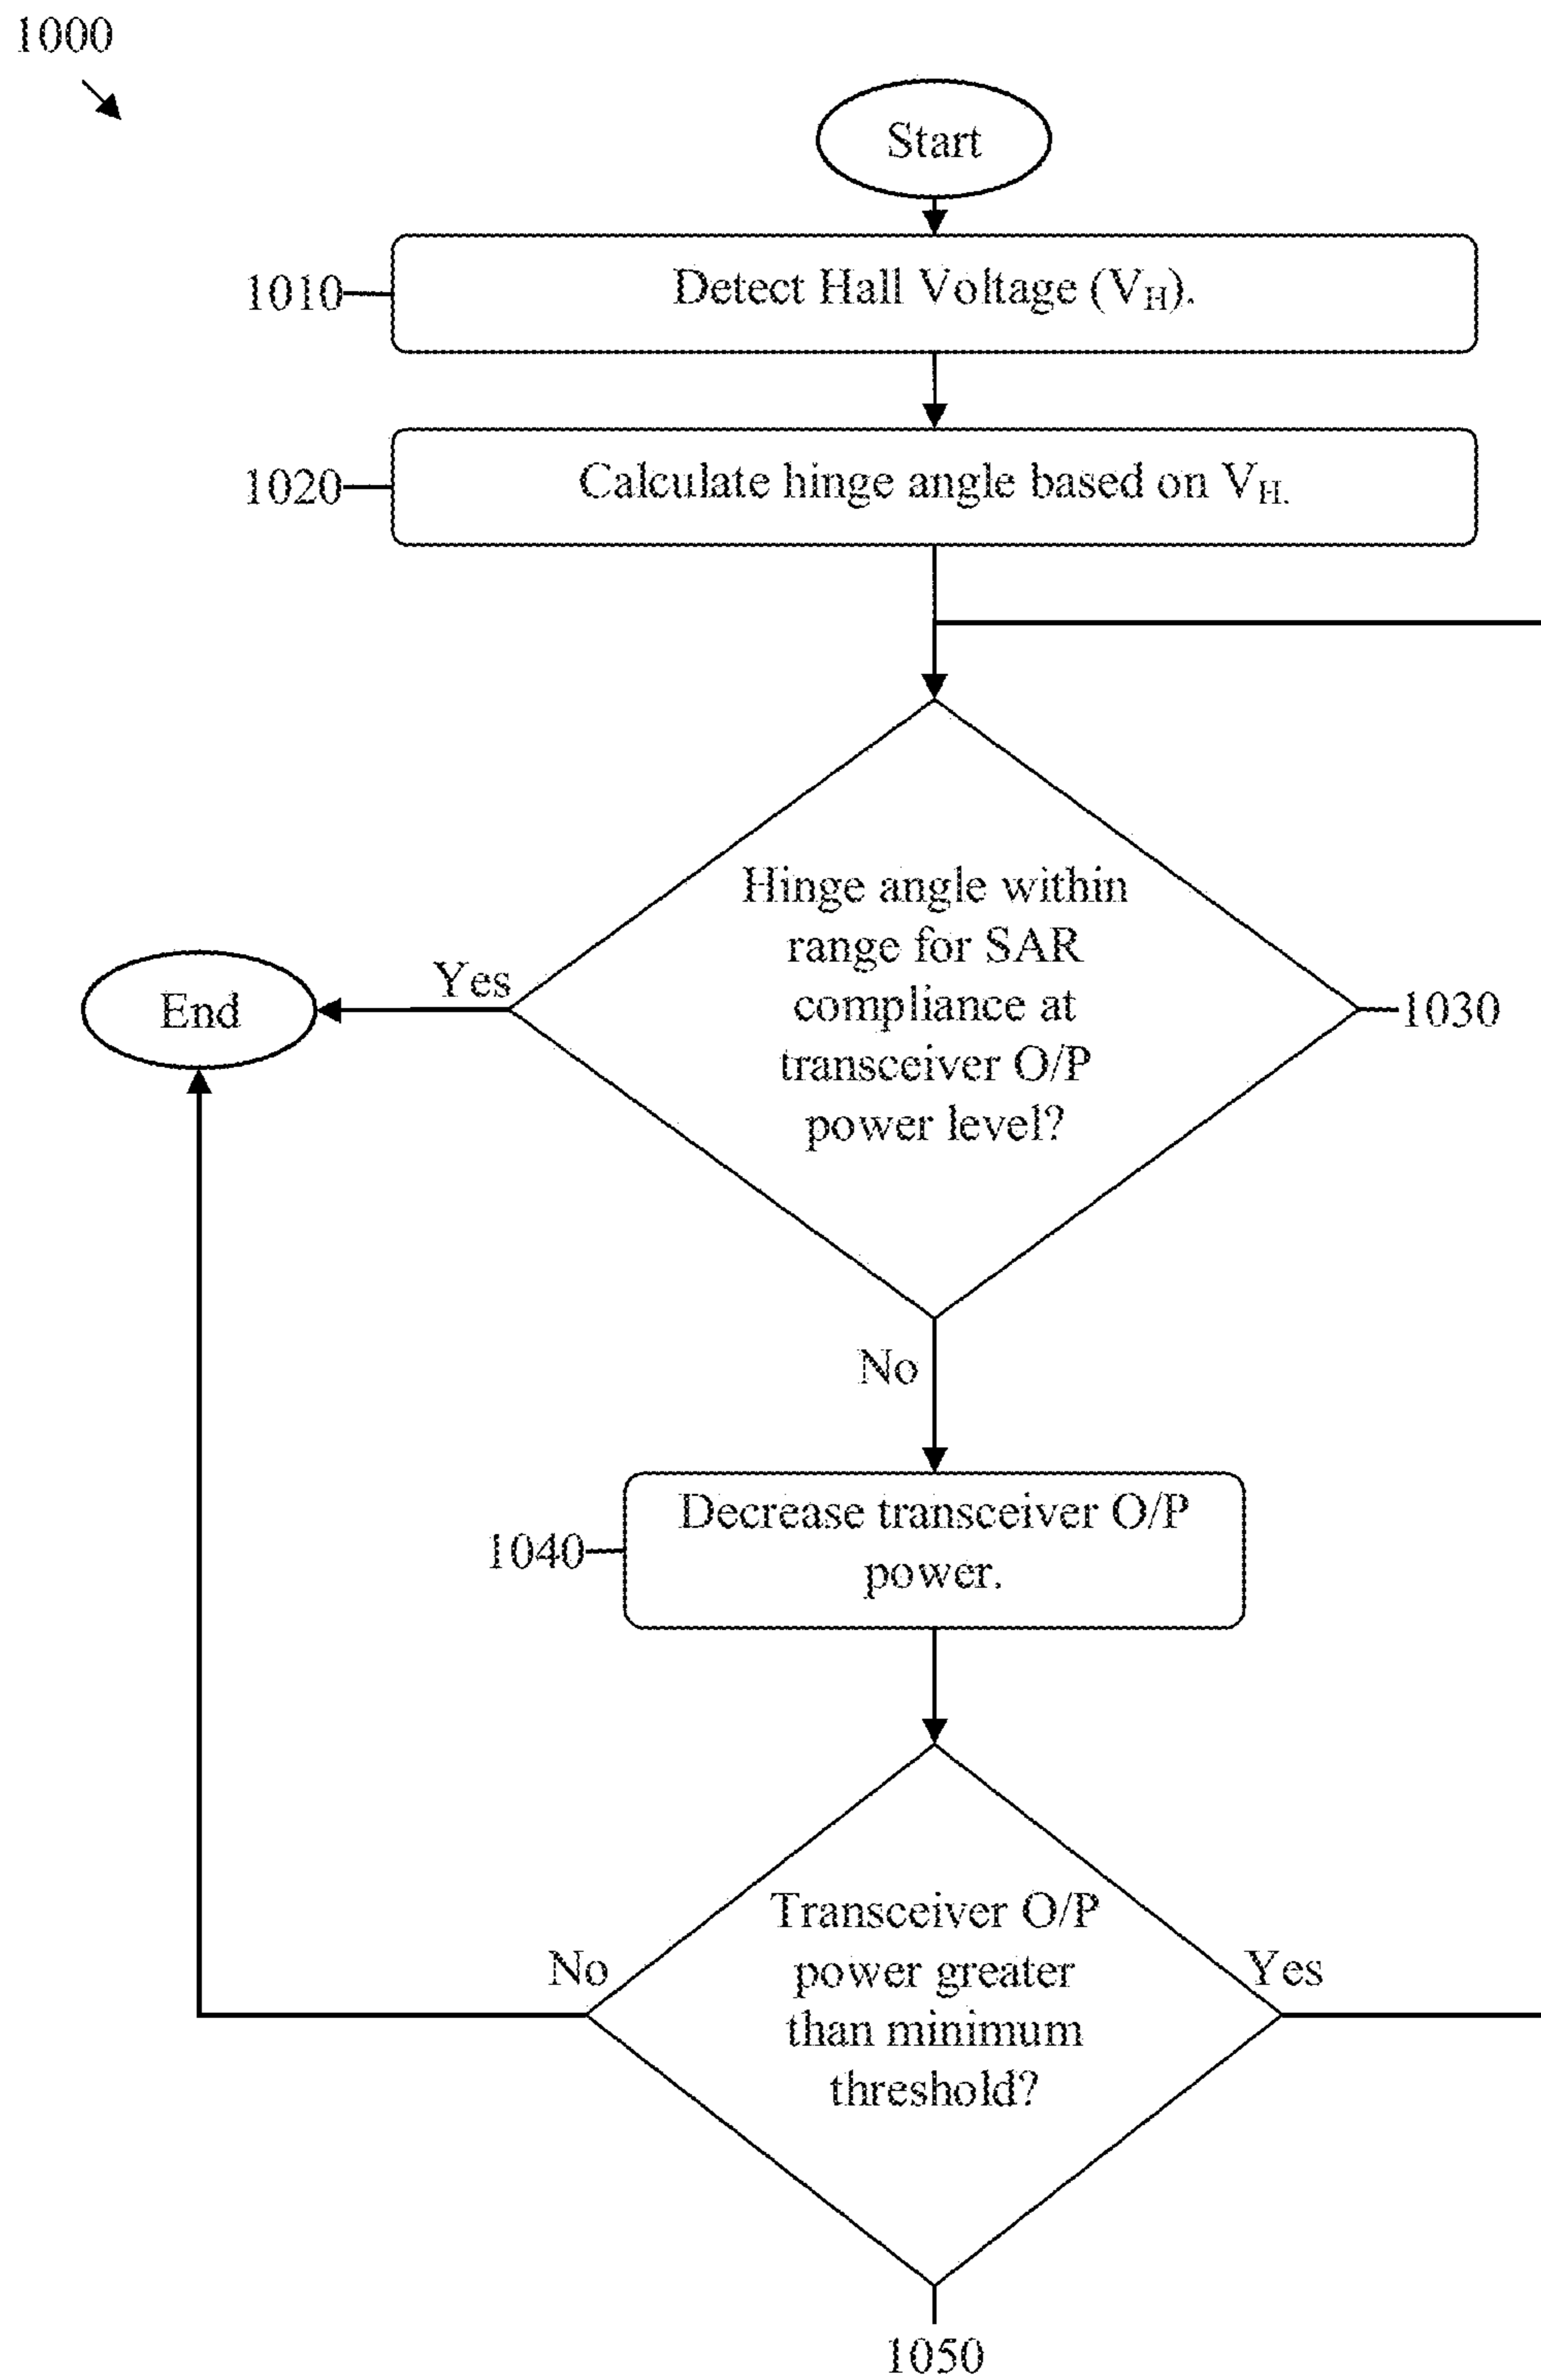 1000
Start
1010
Detect Hall Voltage (V_H).
1020
Calculate hinge angle based on V_H.
Hinge angle within
range for SAR
compliance at
transceiver O/P
power level?
Yes
End
1030
No
1040
Decrease transceiver O/P
power.
Transceiver O/P
power greater
than minimum
threshold?
No
Yes
1050